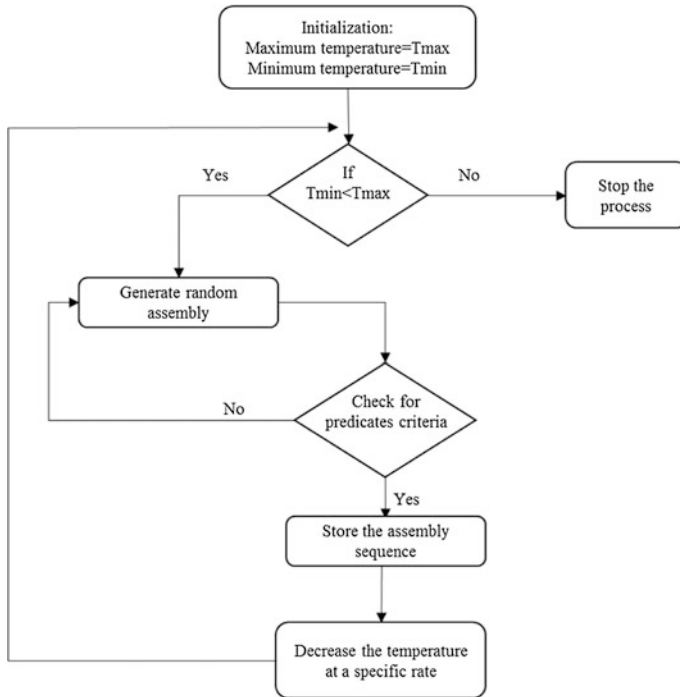 Initialization:
Maximum temperature=Tmax
Minimum temperature=Tmin
If
Tmin<Tmax
Yes
No
Stop the
process
Generate random
assembly
Check for
predicates criteria
No
Yes
Store the assembly
sequence
Decrease the temperature
at a specific rate